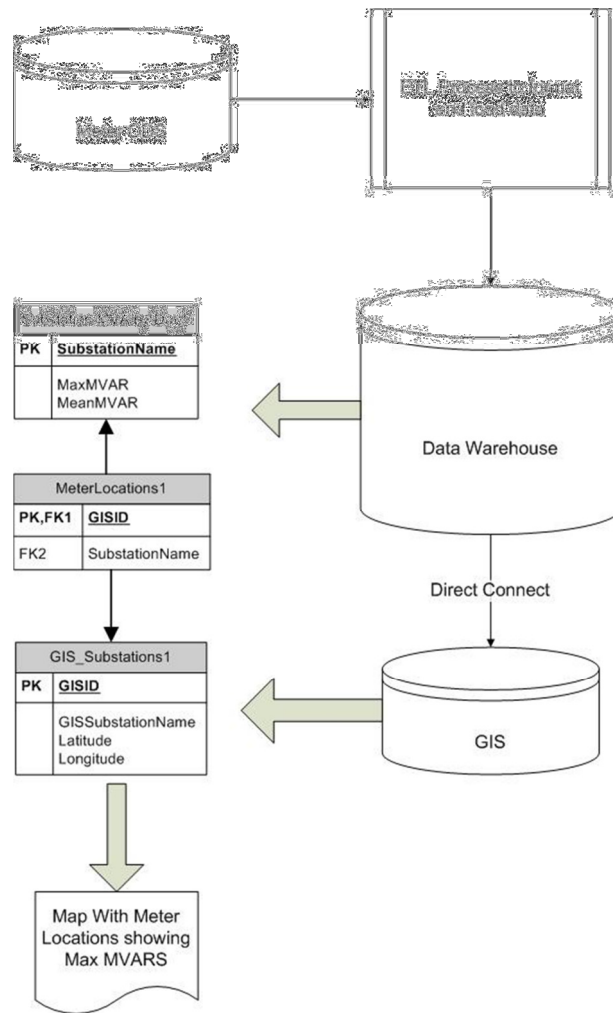 PK SubstationName
MaxMVAR
MeanMVAR
Data Warehouse
MeterLocations1
PK,FK1 GISID
FK2 SubstationName
Direct Connect
GIS_Substations1
PK GISID
GISSubstationName
Latitude
Longitude
GIS
Map With Meter
Locations showing
Max MVARS